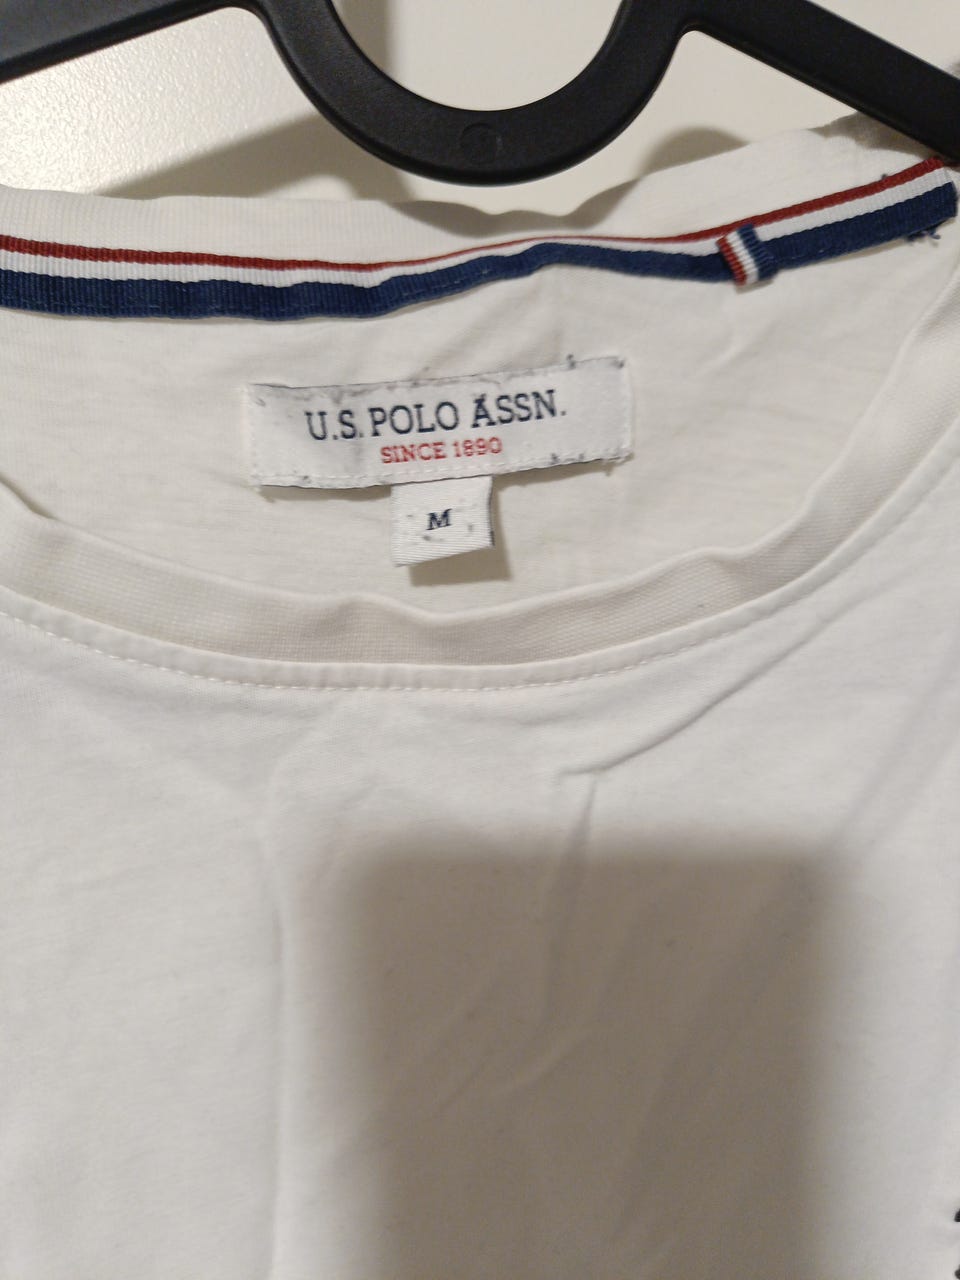 U.S. POLO ASSN.
SINCE 1890
M